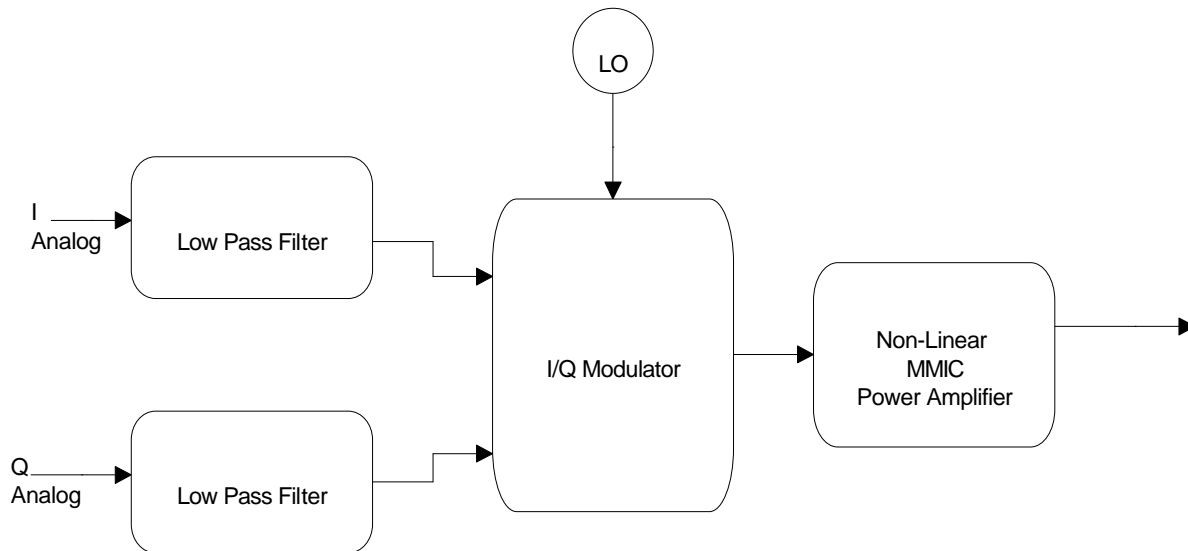 LO
I
Analog
Low Pass Filter
I/Q Modulator
Non-Linear
MMIC
Power Amplifier
Q
Analog
Low Pass Filter